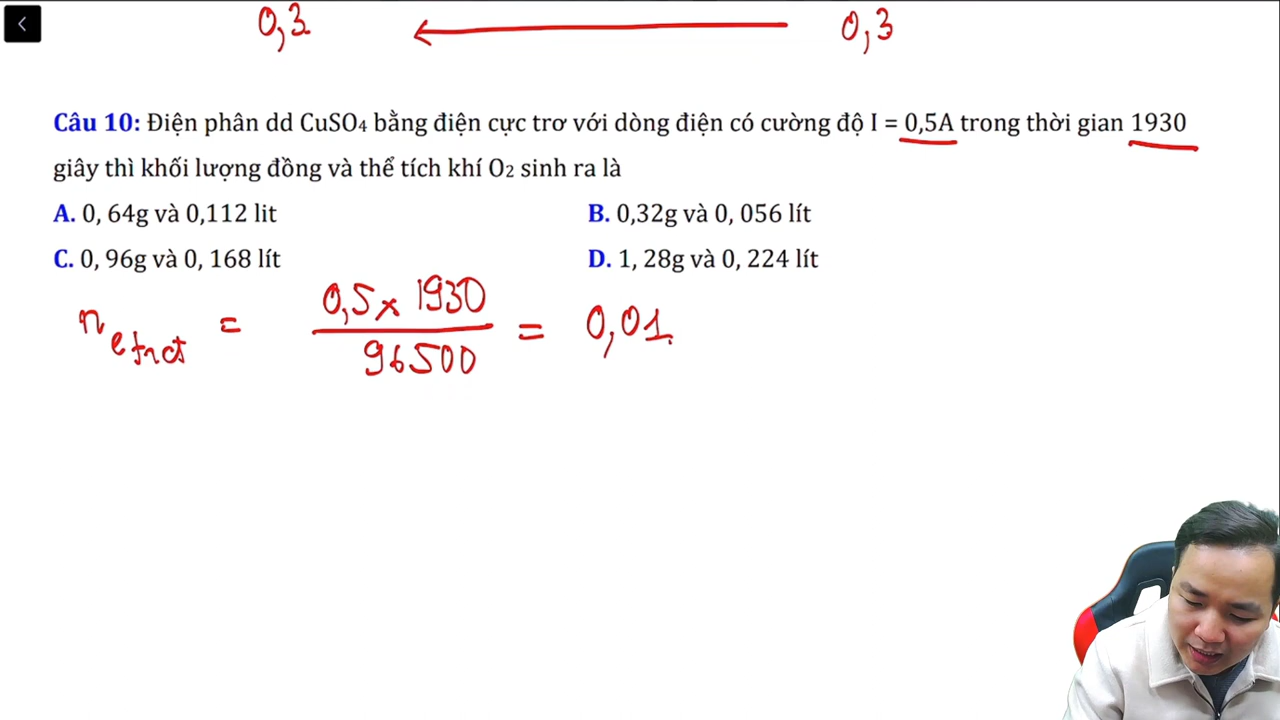 0,3 0,3
Câu 10: Điện phân dd CuSO₄ bằng điện cực trơ với dòng điện có cường độ I = 0,5A trong thời gian 1930
giây thì khối lượng đồng và thể tích khí O₂ sinh ra là
A. 0, 64g và 0,112 lit B. 0,32g và 0, 056 lít
C. 0, 96g và 0, 168 lít D. 1, 28g và 0, 224 lít
0,5 x 1930
n e trđ = = 0,01
96500